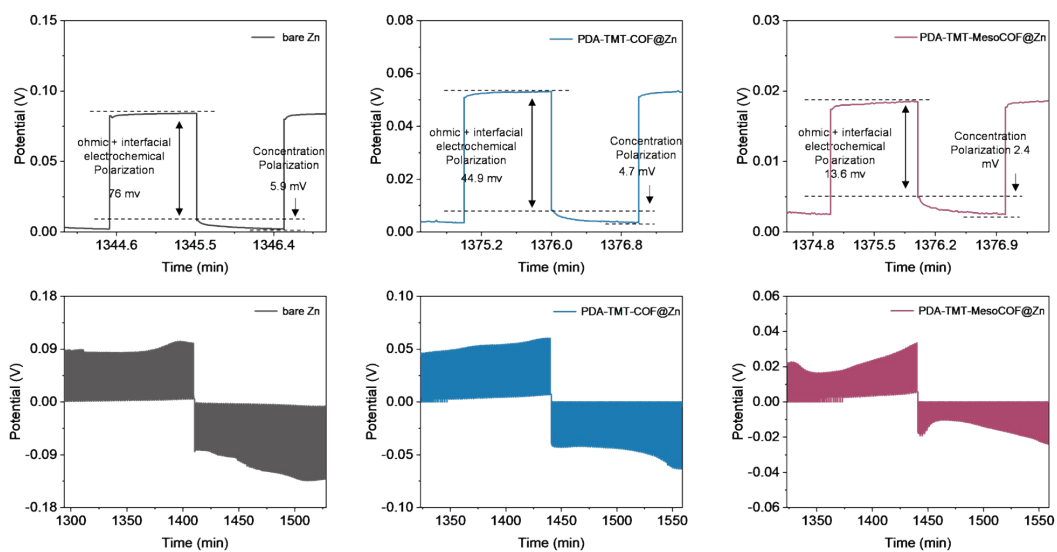 0.15
0.10
0.05
0.00
Potential (V)
bare Zn
ohmic + interfacial
electrochemical
Polarization
76 mv
Concentration
Polarization
5.9 mV
1344.6
1345.5
1346.4
Time (min)
0.08
0.06
0.04
0.02
0.00
Potential (V)
PDA-TMT-COF@Zn
ohmic + interfacial
electrochemical
Polarization
44.9 mv
Concentration
Polarization
4.7 mV
1375.2
1376.0
1376.8
Time (min)
0.03
0.02
0.01
0.00
Potential (V)
PDA-TMT-MesoCOF@Zn
ohmic + interfacial
electrochemical
Polarization
13.6 mv
Concentration
Polarization 2.4
mV
1374.8
1375.5
1376.2
1376.9
Time (min)
0.18
0.09
0.00
-0.09
-0.18
Potential (V)
bare Zn
1300
1350
1400
1450
1500
Time (min)
0.10
0.05
0.00
-0.05
-0.10
Potential (V)
PDA-TMT-COF@Zn
1350
1400
1450
1500
1550
Time (min)
0.06
0.04
0.02
0.00
-0.02
-0.04
-0.06
Potential (V)
PDA-TMT-MesoCOF@Zn
1350
1400
1450
1500
1550
Time (min)